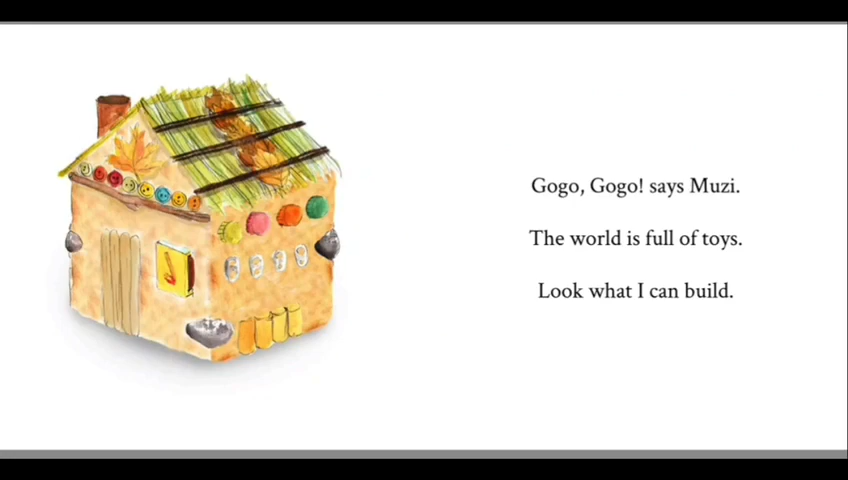 Gogo, Gogo! says Muzi.
The world is full of toys.
Look what I can build.